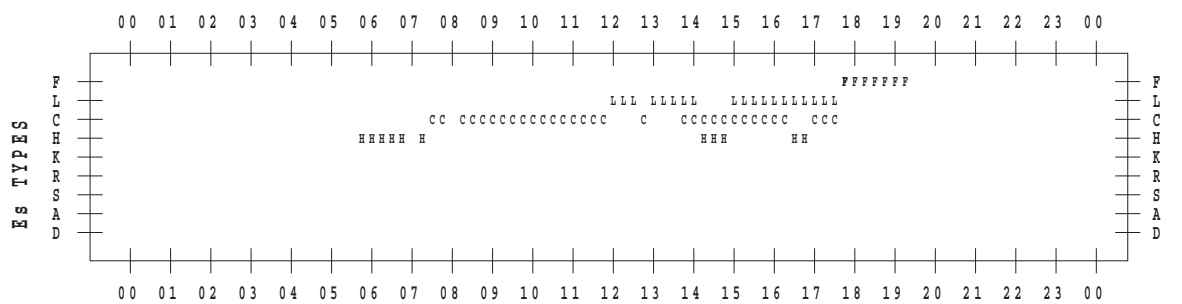 00 01 02 03 04 05 06 07 08 09 10 11 12 13 14 15 16 17 18 19 20 21 22 23 00
F FFFFFFF F
L LLL LLLLL LLLLLLLLLLL L
C CC CCCCCCCCCCCCCCC C CCCCCCCCCCC CCC C
H HHHHH H HHH HH H
K K
R R
S S
A A
D D
Es TYPES
00 01 02 03 04 05 06 07 08 09 10 11 12 13 14 15 16 17 18 19 20 21 22 23 00